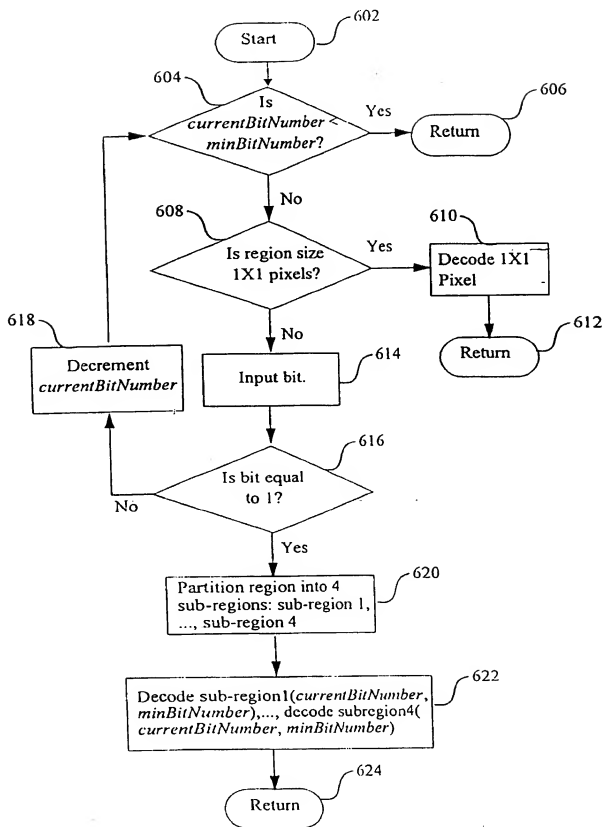 602
Start
604
Is
currentBitNumber <
minBitNumber?
Yes
606
Return
No
608
Is region size
1X1 pixels?
Yes
610
Decode 1X1
Pixel
612
Return
No
618
Decrement
currentBitNumber
614
Input bit.
616
Is bit equal
to 1?
No
Yes
620
Partition region into 4
sub-regions: sub-region 1,
..., sub-region 4
622
Decode sub-region1(currentBitNumber,
minBitNumber),..., decode subregion4(
currentBitNumber, minBitNumber)
624
Return